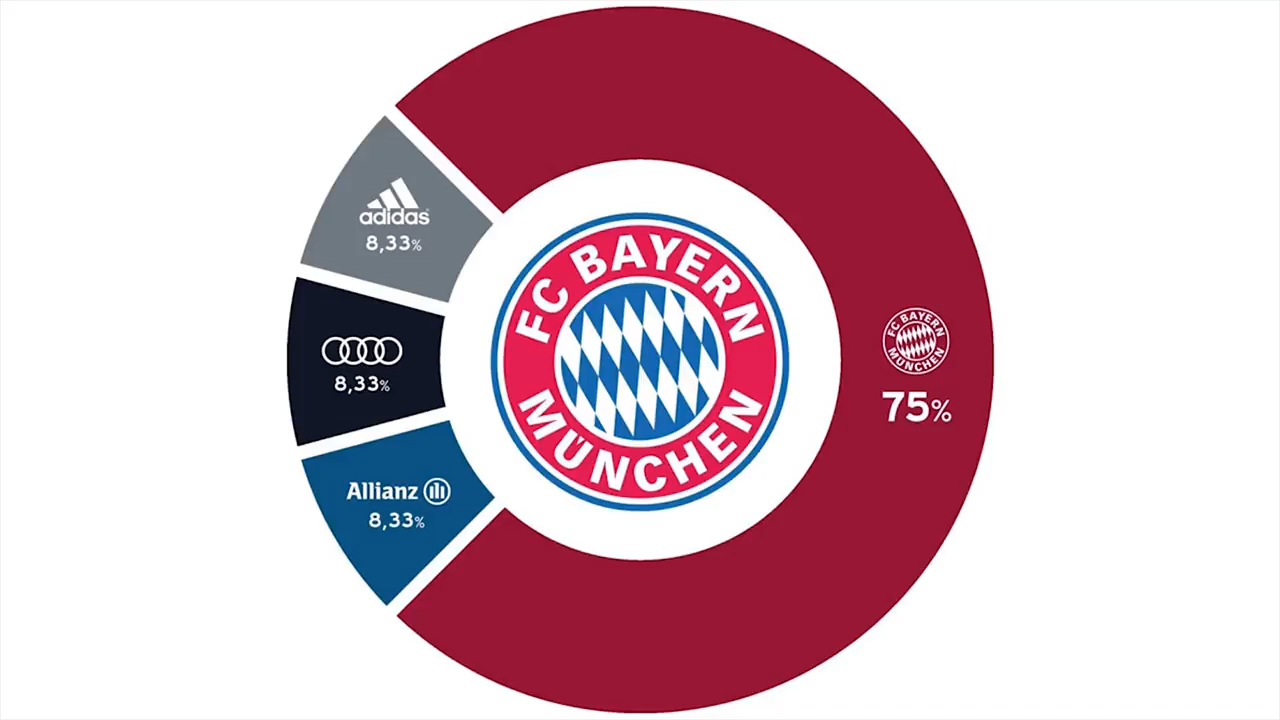 adidas
8,33%
8,33%
Allianz
8,33%
FC BAYERN
MÜNCHEN
FC BAYERN
MÜNCHEN
75%